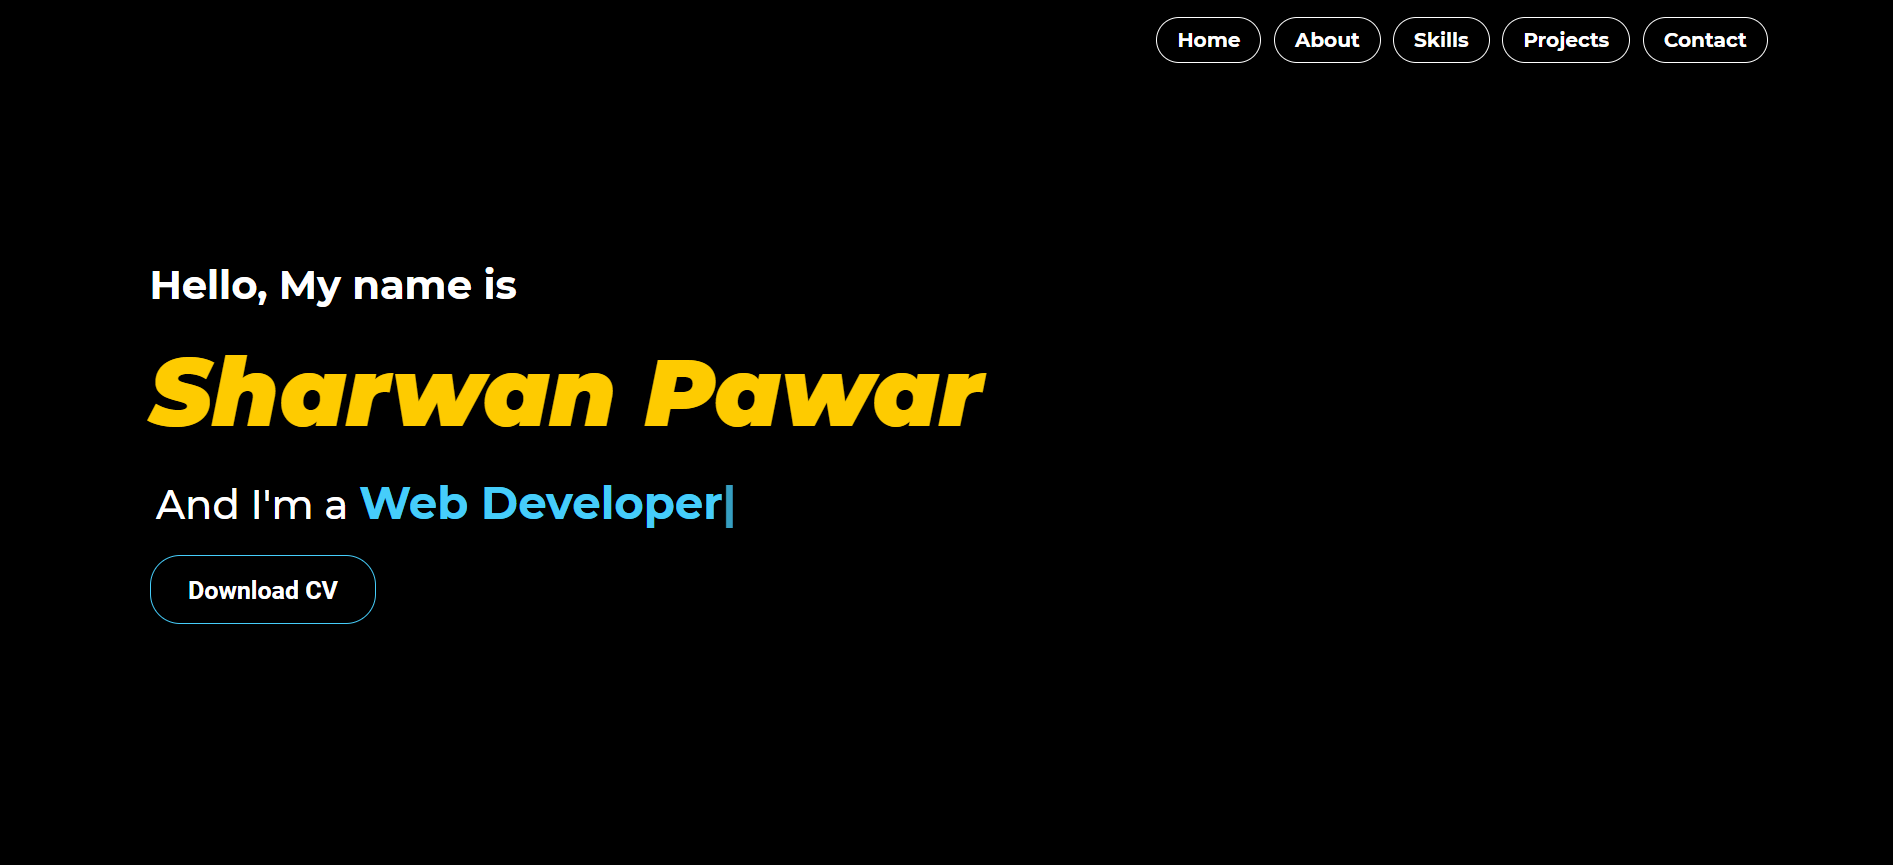 Home About Skills Projects Contact
Hello, My name is
Sharwan Pawar
And I'm a Web Developer|
Download CV